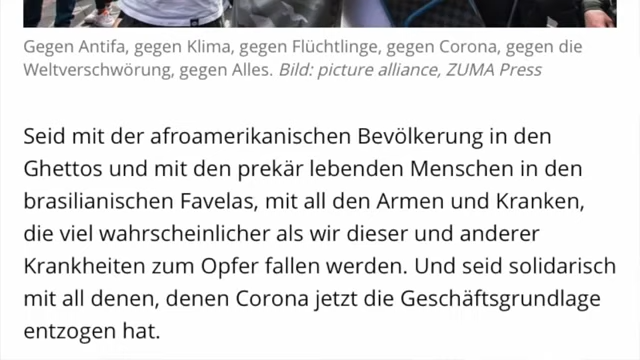 Gegen Antifa, gegen Klima, gegen Flüchtlinge, gegen Corona, gegen die
Weltverschwörung, gegen Alles. Bild: picture alliance, ZUMA Press
Seid mit der afroamerikanischen Bevölkerung in den
Ghettos und mit den prekär lebenden Menschen in den
brasilianischen Favelas, mit all den Armen und Kranken,
die viel wahrscheinlicher als wir dieser und anderer
Krankheiten zum Opfer fallen werden. Und seid solidarisch
mit all denen, denen Corona jetzt die Geschäftsgrundlage
entzogen hat.